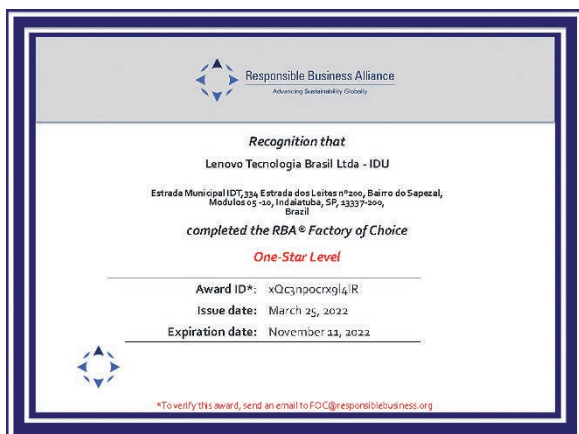 Responsible Business Alliance
Advancing Sustainability Globally
Recognition that
Lenovo Tecnologia Brasil Ltda - IDU
Estrada Municipal IDT,334 Estrada dos Leites nº200, Bairro do Sapezal,
Modulos 05 -10, Indaiatuba, SP, 13337-200,
Brazil
completed the RBA® Factory of Choice
One-Star Level
Award ID*: xQc3npocrx9l4lR
Issue date: March 25, 2022
Expiration date: November 11, 2022
*To verify this award, send an email to FOC@responsiblebusiness.org